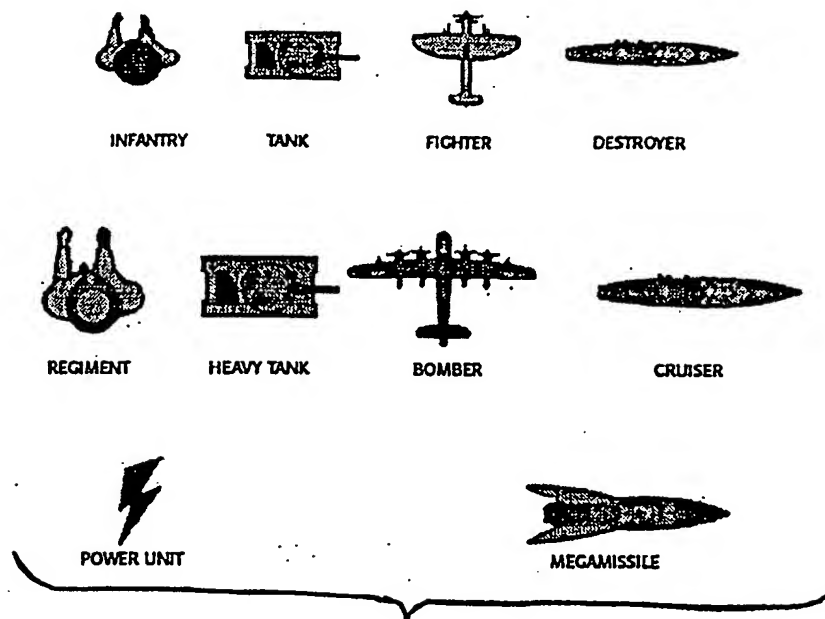 INFANTRY TANK FIGHTER DESTROYER
REGIMENT HEAVY TANK BOMBER CRUISER
POWER UNIT MEGAMISSILE